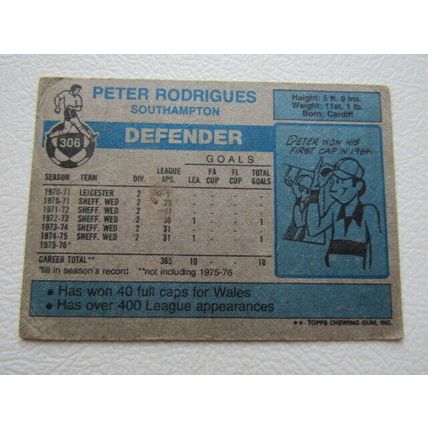 PETER RODRIGUES
SOUTHAMPTON
Height: 5 ft. 9 ins.
Weight: 11st. 1 lb.
Born: Cardiff
306
DEFENDER
PETER WON HIS
FIRST CAP IN
GOALS
SEASON TEAM DIV. LEAGUE APS. LEA. FA CUP FL CUP TOTAL GOALS
1970-71 LEICESTER 2 - - - -
1970-71 SHEFF. WED 2 25 - - - -
1971-72 SHEFF. WED 2 - - - -
1972-73 SHEFF. WED 2 1 - - 1
1973-74 SHEFF. WED 2 31 - - - -
1974-75 SHEFF. WED 2 31 1 - - 1
1975-76*
CAREER TOTAL** 385 10 - - 10
*fill in season's record **not including 1975-76
• Has won 40 full caps for Wales
• Has over 400 League appearances
** TOPPS CHEWING GUM, INC.